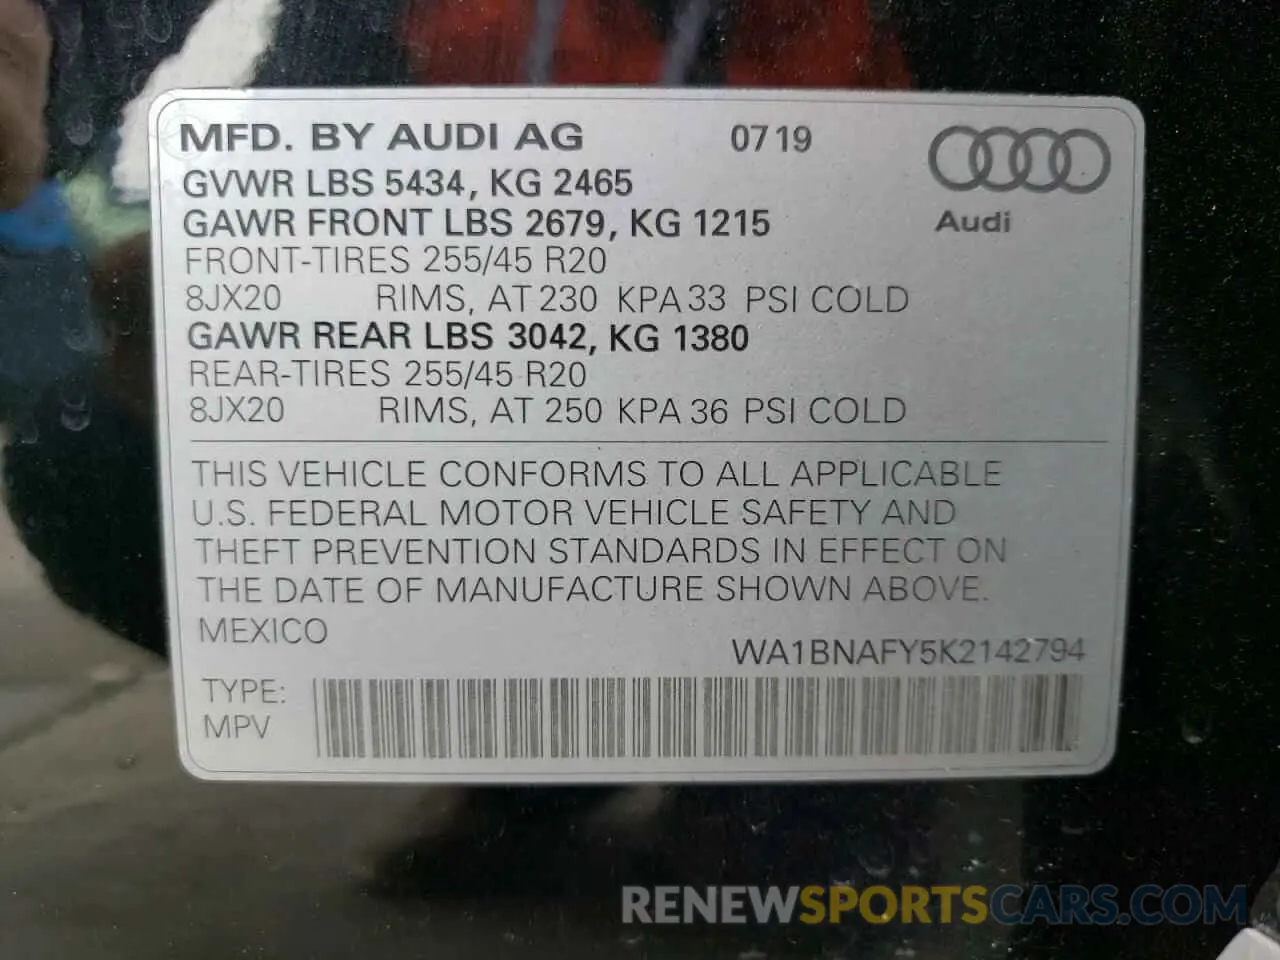 MFD. BY AUDI AG 0719
GVWR LBS 5434, KG 2465
GAWR FRONT LBS 2679, KG 1215
Audi
FRONT-TIRES 255/45 R20
8JX20 RIMS, AT 230 KPA 33 PSI COLD
GAWR REAR LBS 3042, KG 1380
REAR-TIRES 255/45 R20
8JX20 RIMS, AT 250 KPA 36 PSI COLD
THIS VEHICLE CONFORMS TO ALL APPLICABLE
U.S. FEDERAL MOTOR VEHICLE SAFETY AND
THEFT PREVENTION STANDARDS IN EFFECT ON
THE DATE OF MANUFACTURE SHOWN ABOVE.
MEXICO
WA1BNAFY5K2142794
TYPE:
MPV
RENEWSPORTSCARS.COM